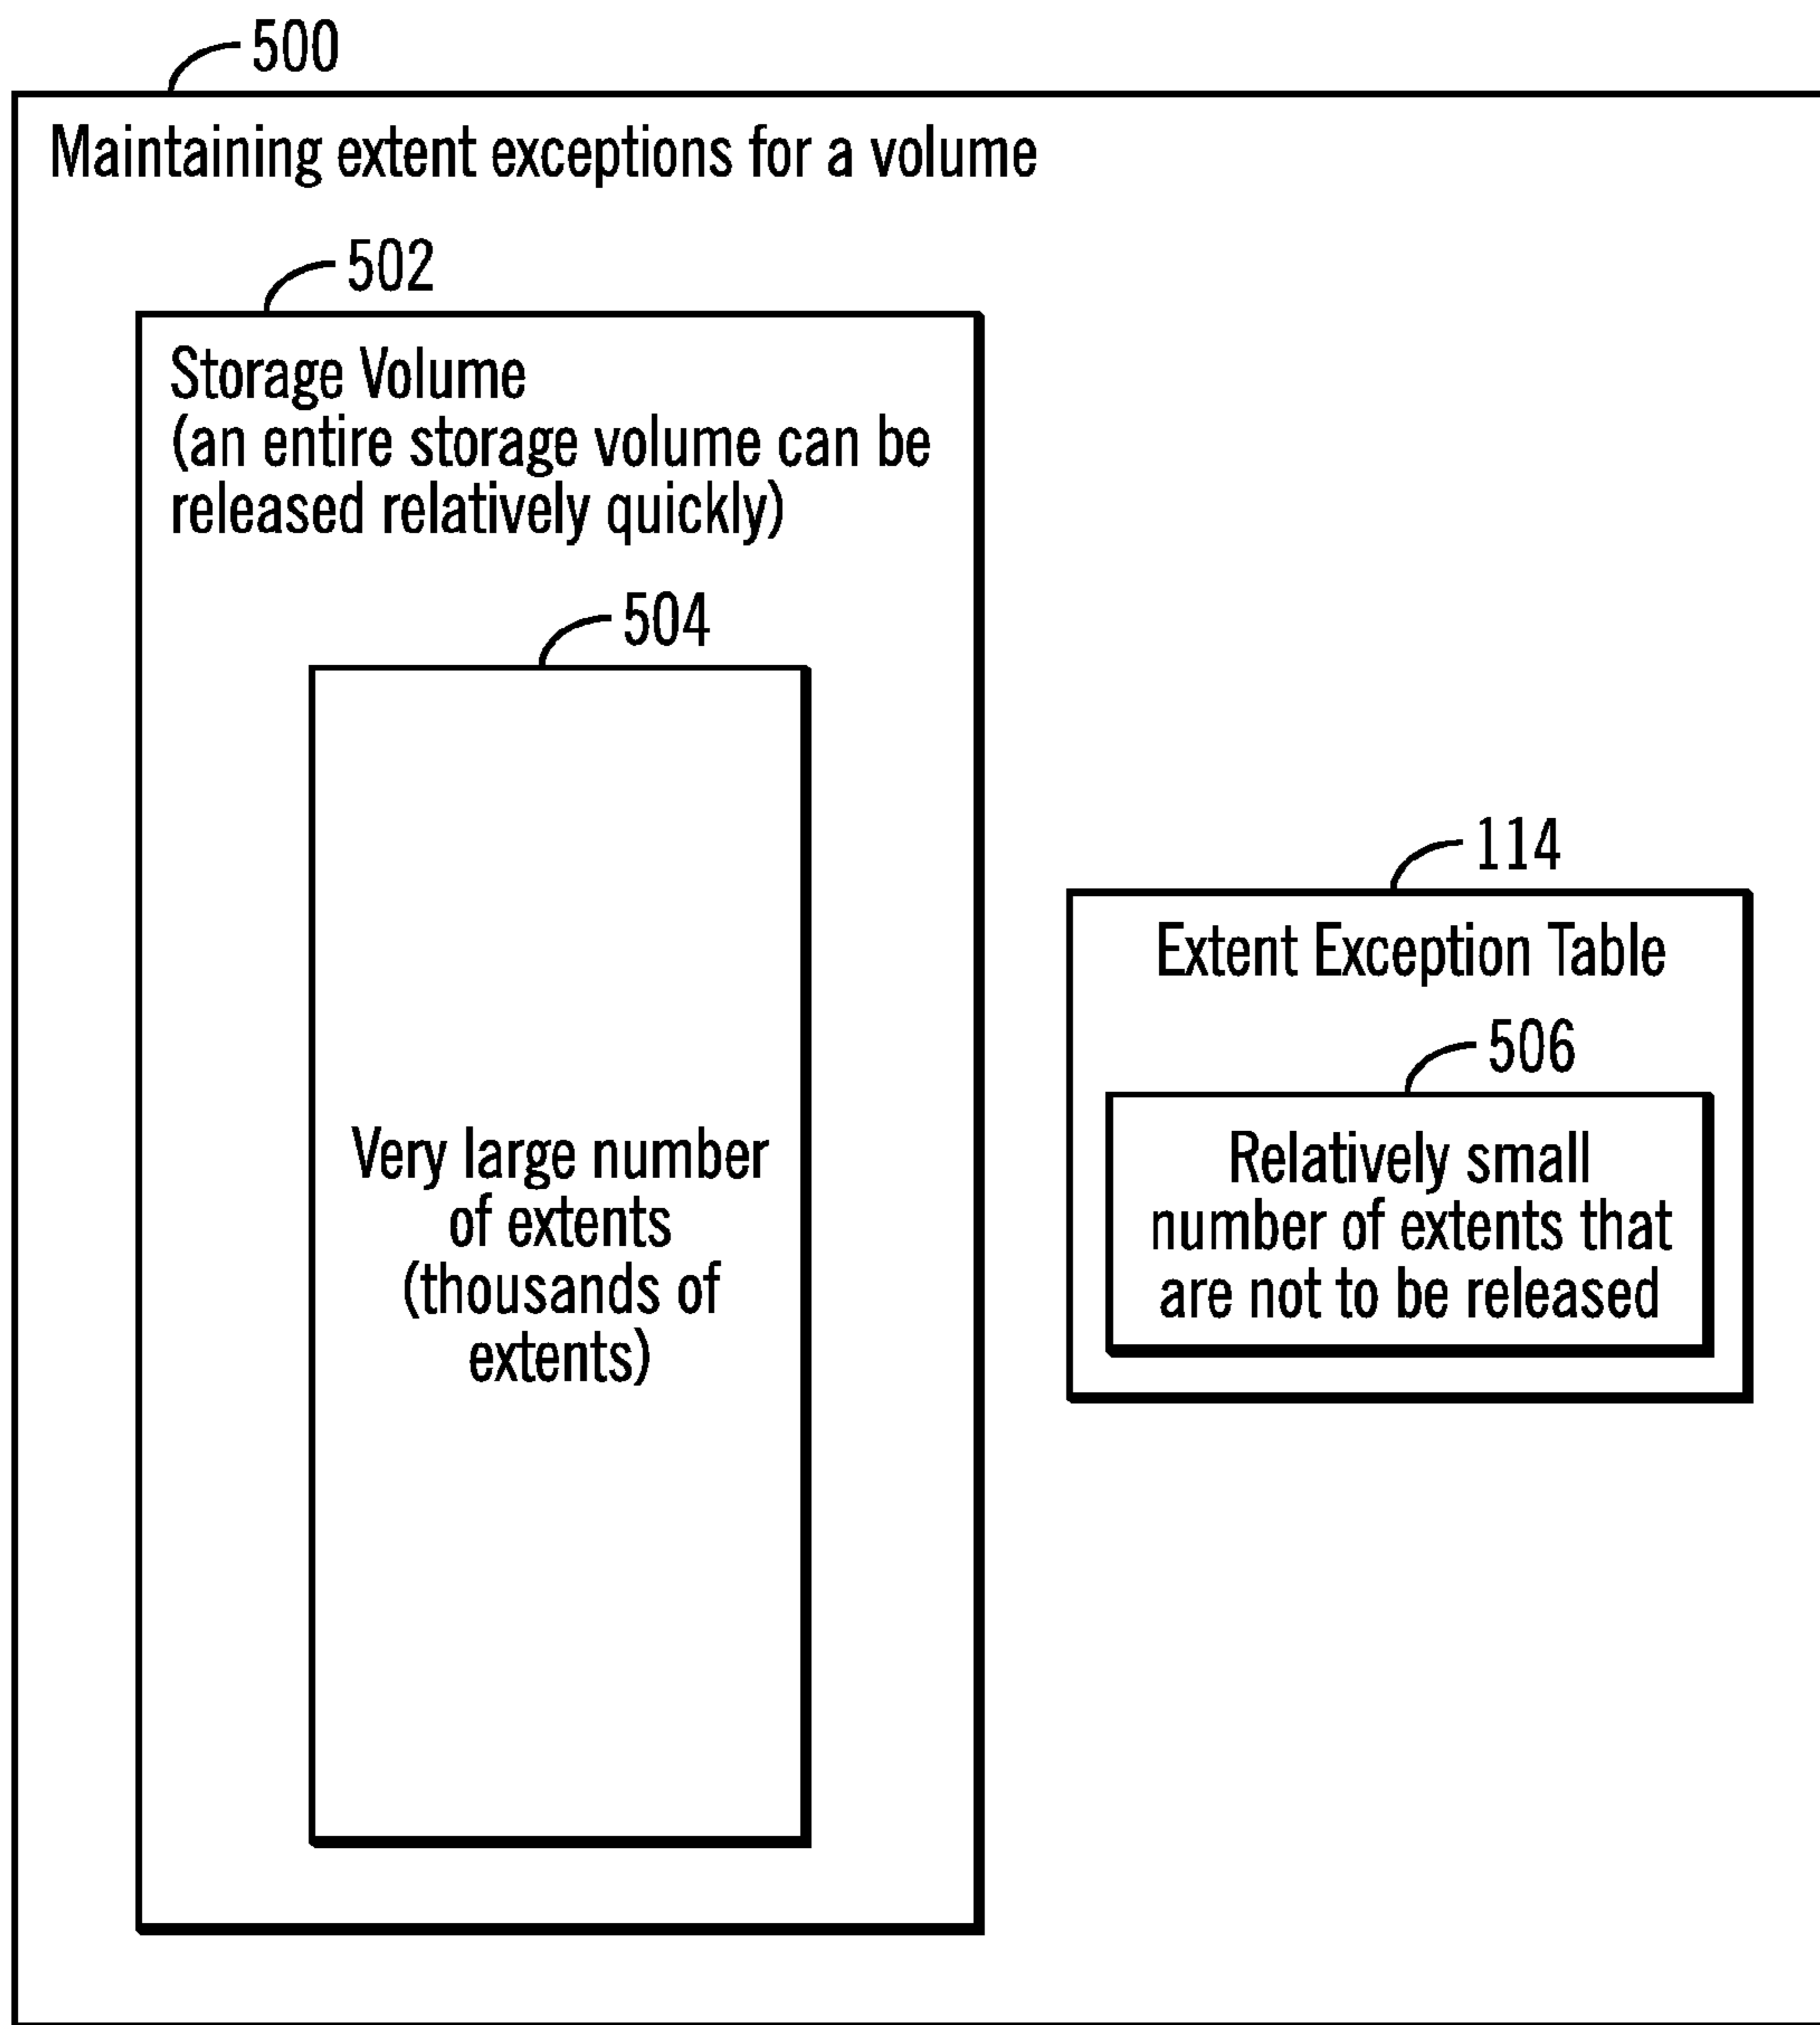 500
Maintaining extent exceptions for a volume
502
Storage Volume
(an entire storage volume can be
released relatively quickly)
504
Very large number
of extents
(thousands of
extents)
114
Extent Exception Table
506
Relatively small
number of extents that
are not to be released